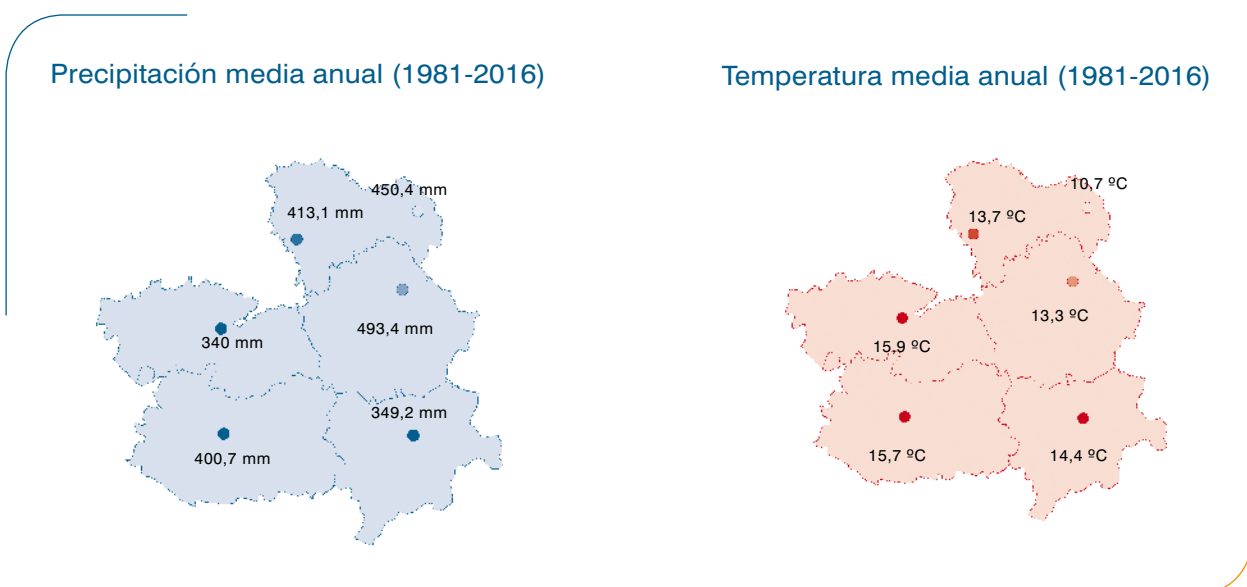 Precipitación media anual (1981-2016)
450,4 mm
413,1 mm
493,4 mm
340 mm
349,2 mm
400,7 mm
Temperatura media anual (1981-2016)
10,7 ºC
13,7 ºC
13,3 ºC
15,9 ºC
15,7 ºC
14,4 ºC